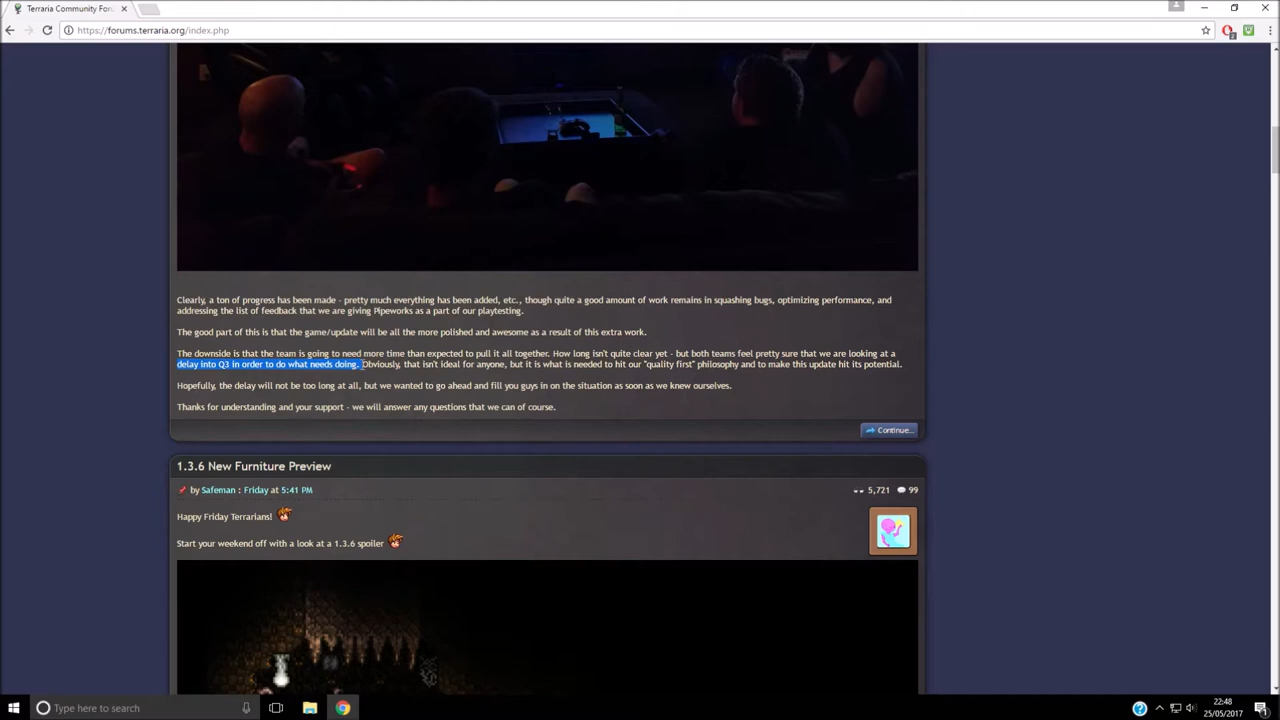 Terraria Community For
https://forums.terraria.org/index.php
2
Clearly, a ton of progress has been made - pretty much everything has been added, etc., though quite a good amount of work remains in squashing bugs, optimizing performance, and
addressing the list of feedback that we are giving Pipeworks as a part of our playtesting.
The good part of this is that the game/update will be all the more polished and awesome as a result of this extra work.
The downside is that the team is going to need more time than expected to pull it all together. How long isn't quite clear yet - but both teams feel pretty sure that we are looking at a
delay into Q3 in order to do what needs doing. Obviously, that isn't ideal for anyone, but it is what is needed to hit our "quality first" philosophy and to make this update hit its potential.
Hopefully, the delay will not be too long at all, but we wanted to go ahead and fill you guys in on the situation as soon as we knew ourselves.
Thanks for understanding and your support - we will answer any questions that we can of course.
Continue...
1.3.6 New Furniture Preview
by Safeman : Friday at 5:41 PM
5,721 99
Happy Friday Terrarians!
Start your weekend off with a look at a 1.3.6 spoiler
Type here to search
22:48
25/05/2017
1